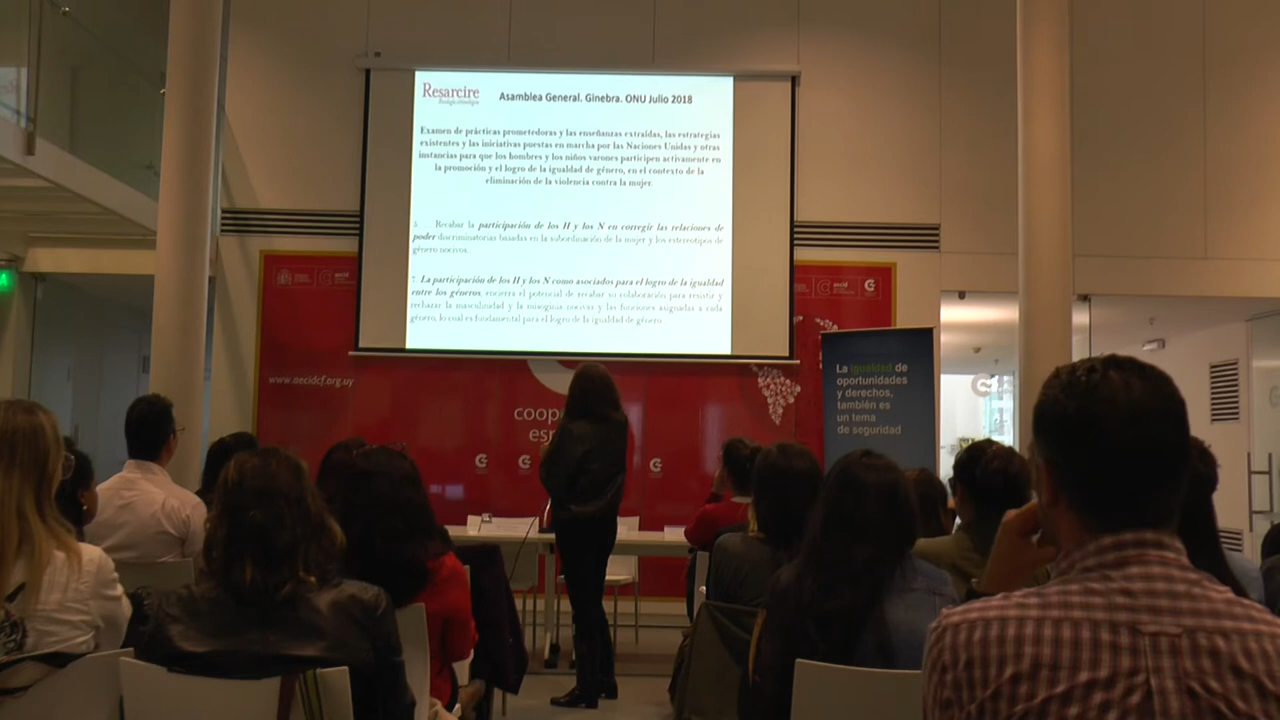 Resarcire
Asamblea General. Ginebra. ONU Julio 2018
Examen de prácticas prometedoras y las enseñanzas extraídas, las estrategias
existentes y las iniciativas puestas en marcha por las Naciones Unidas y otras
instancias para que los hombres y los niños varones participen activamente en
la promoción y el logro de la igualdad de género, en el contexto de la
eliminación de la violencia contra la mujer.
5. Recabar la participación de los H y los N en corregir las relaciones de
poder discriminatorias basadas en la subordinación de la mujer y los estereotipos de
género nocivos.
7. La participación de los H y los N como asociados para el logro de la igualdad
entre los géneros, encierra el potencial de recabar su colaboración para resistir y
rechazar la masculinidad y la misoginia nocivas y las funciones asignadas a cada
género, lo cual es fundamental para el logro de la igualdad de género.
aecid
aecid
www.aecidcf.org.uy
coop
es
La igualdad de
oportunidades
y derechos,
también es
un tema
de seguridad